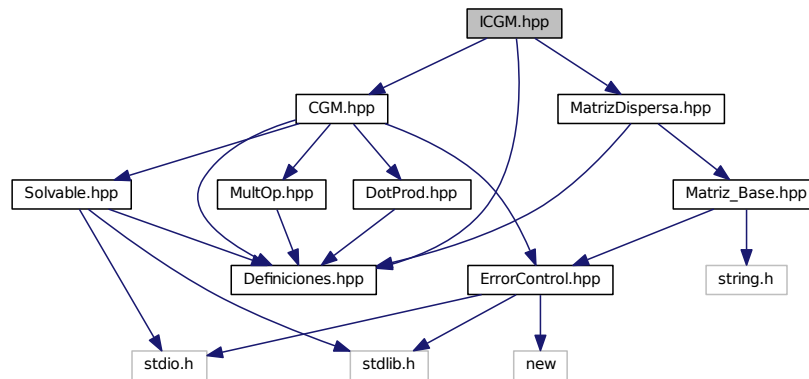 ICGM.hpp
CGM.hpp
MatrizDispersa.hpp
Solvable.hpp
MultOp.hpp
DotProd.hpp
Matriz_Base.hpp
Definiciones.hpp
ErrorControl.hpp
string.h
stdio.h
stdlib.h
new